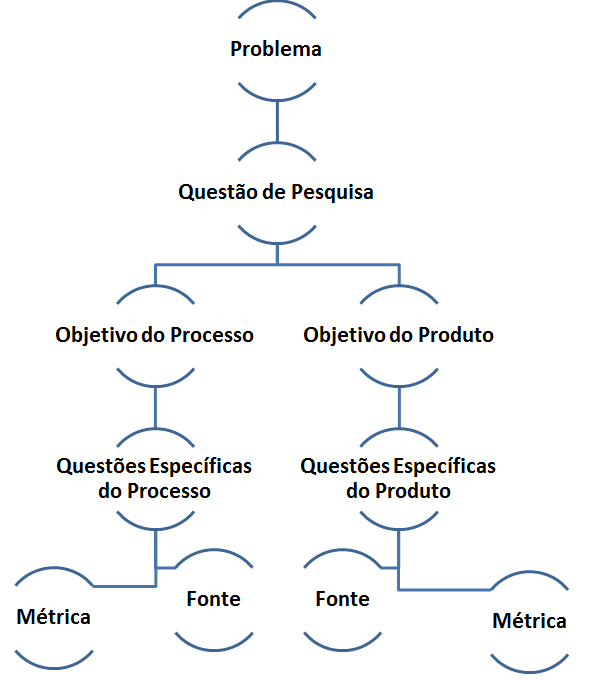 Problema
Questão de Pesquisa
Objetivo do Processo
Objetivo do Produto
Questões Específicas
do Processo
Questões Específicas
do Produto
Métrica
Fonte
Fonte
Métrica